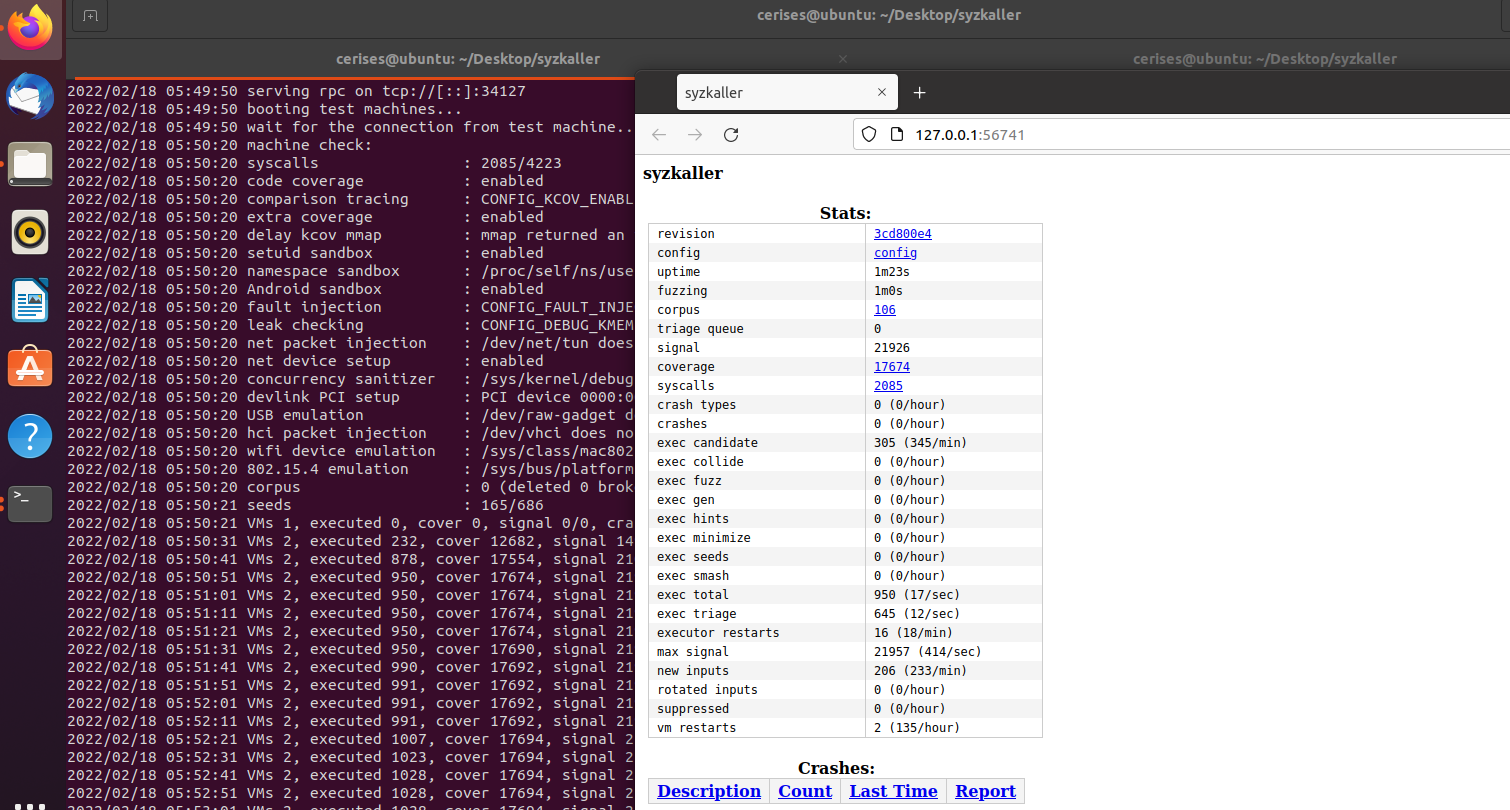 cerises@ubuntu: ~/Desktop/syzkaller
cerises@ubuntu: ~/Desktop/syzkaller
cerises@ubuntu: ~/Desktop/syzkaller
2022/02/18 05:49:50 serving rpc on tcp://[::]:34127
2022/02/18 05:49:50 booting test machines...
2022/02/18 05:49:50 wait for the connection from test machine..
2022/02/18 05:50:20 machine check:
2022/02/18 05:50:20 syscalls : 2085/4223
2022/02/18 05:50:20 code coverage : enabled
2022/02/18 05:50:20 comparison tracing : CONFIG_KCOV_ENABL
2022/02/18 05:50:20 extra coverage : enabled
2022/02/18 05:50:20 delay kcov mmap : mmap returned an
2022/02/18 05:50:20 setuid sandbox : enabled
2022/02/18 05:50:20 namespace sandbox : /proc/self/ns/use
2022/02/18 05:50:20 Android sandbox : enabled
2022/02/18 05:50:20 fault injection : CONFIG_FAULT_INJE
2022/02/18 05:50:20 leak checking : CONFIG_DEBUG_KMEM
2022/02/18 05:50:20 net packet injection : /dev/net/tun does
2022/02/18 05:50:20 net device setup : enabled
2022/02/18 05:50:20 concurrency sanitizer : /sys/kernel/debug
2022/02/18 05:50:20 devlink PCI setup : PCI device 0000:0
2022/02/18 05:50:20 USB emulation : /dev/raw-gadget d
2022/02/18 05:50:20 hci packet injection : /dev/vhci does no
2022/02/18 05:50:20 wifi device emulation : /sys/class/mac802
2022/02/18 05:50:20 802.15.4 emulation : /sys/bus/platform
2022/02/18 05:50:20 corpus : 0 (deleted 0 brok
2022/02/18 05:50:21 seeds : 165/686
2022/02/18 05:50:21 VMs 1, executed 0, cover 0, signal 0/0, cra
2022/02/18 05:50:31 VMs 2, executed 232, cover 12682, signal 14
2022/02/18 05:50:41 VMs 2, executed 878, cover 17554, signal 21
2022/02/18 05:50:51 VMs 2, executed 950, cover 17674, signal 21
2022/02/18 05:51:01 VMs 2, executed 950, cover 17674, signal 21
2022/02/18 05:51:11 VMs 2, executed 950, cover 17674, signal 21
2022/02/18 05:51:21 VMs 2, executed 950, cover 17674, signal 21
2022/02/18 05:51:31 VMs 2, executed 950, cover 17690, signal 21
2022/02/18 05:51:41 VMs 2, executed 990, cover 17692, signal 21
2022/02/18 05:51:51 VMs 2, executed 991, cover 17692, signal 21
2022/02/18 05:52:01 VMs 2, executed 991, cover 17692, signal 21
2022/02/18 05:52:11 VMs 2, executed 991, cover 17692, signal 21
2022/02/18 05:52:21 VMs 2, executed 1007, cover 17694, signal 2
2022/02/18 05:52:31 VMs 2, executed 1023, cover 17694, signal 2
2022/02/18 05:52:41 VMs 2, executed 1028, cover 17694, signal 2
2022/02/18 05:52:51 VMs 2, executed 1028, cover 17694, signal 2
2022/02/18 05:53:01 VMs 2, executed 1028, cover 17694, signal 2
syzkaller
127.0.0.1:56741
syzkaller
Stats:
revision 3cd800e4
config config
uptime 1m23s
fuzzing 1m0s
corpus 106
triage queue 0
signal 21926
coverage 17674
syscalls 2085
crash types 0 (0/hour)
crashes 0 (0/hour)
exec candidate 305 (345/min)
exec collide 0 (0/hour)
exec fuzz 0 (0/hour)
exec gen 0 (0/hour)
exec hints 0 (0/hour)
exec minimize 0 (0/hour)
exec seeds 0 (0/hour)
exec smash 0 (0/hour)
exec total 950 (17/sec)
exec triage 645 (12/sec)
executor restarts 16 (18/min)
max signal 21957 (414/sec)
new inputs 206 (233/min)
rotated inputs 0 (0/hour)
suppressed 0 (0/hour)
vm restarts 2 (135/hour)
Crashes:
Description Count Last Time Report